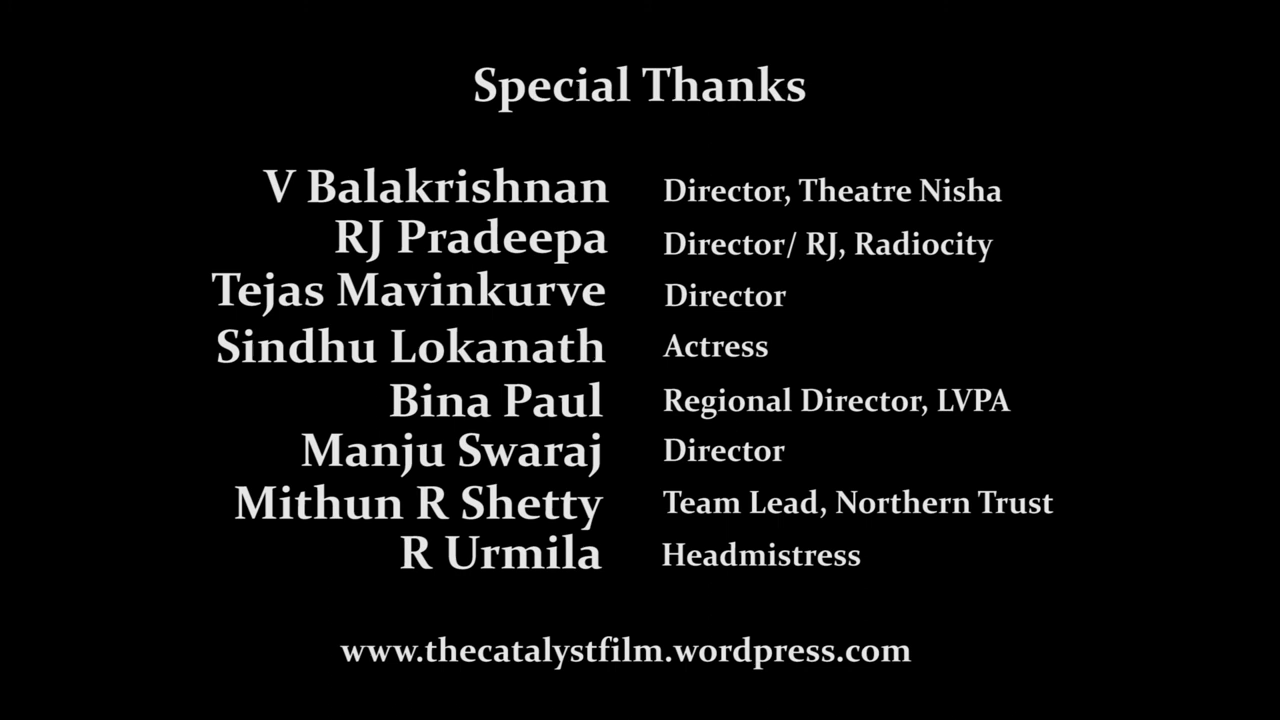 Special Thanks
V Balakrishnan Director, Theatre Nisha
RJ Pradeepa Director/ RJ, Radiocity
Tejas Mavinkurve Director
Sindhu Lokanath Actress
Bina Paul Regional Director, LVPA
Manju Swaraj Director
Mithun R Shetty Team Lead, Northern Trust
R Urmila Headmistress
www.thecatalystfilm.wordpress.com